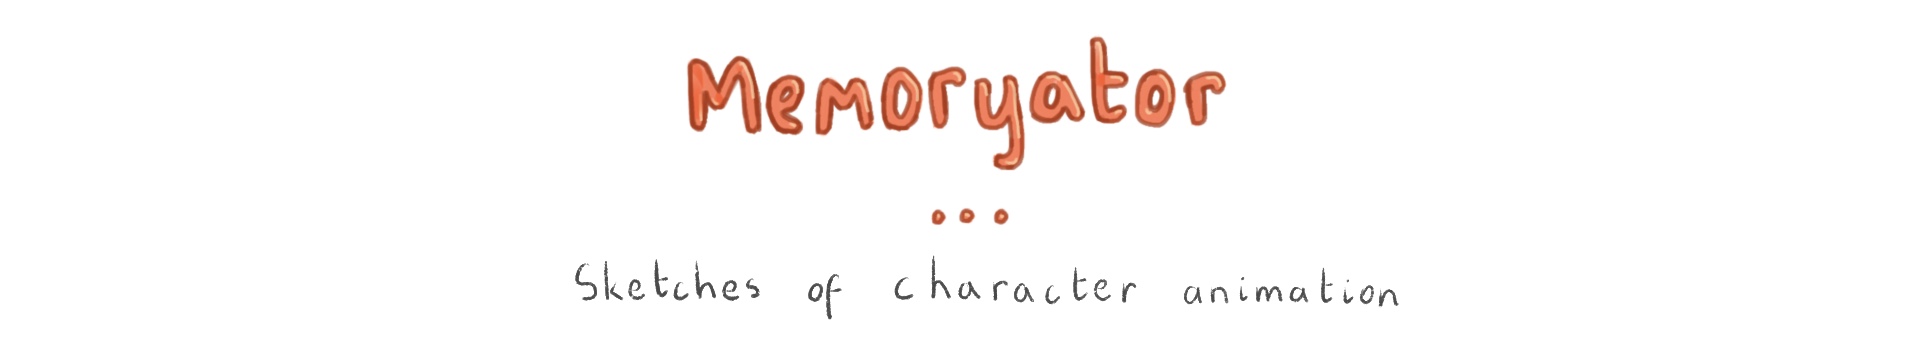 Memoryator
...
Sketches of character animation